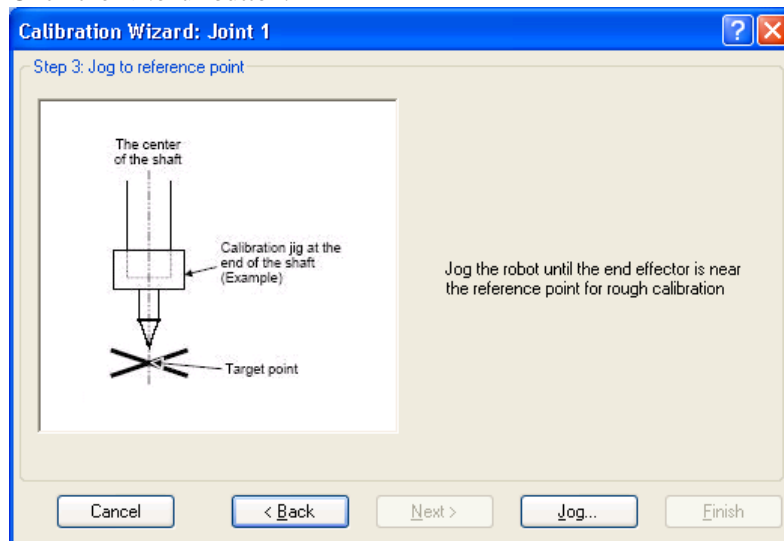 Calibration Wizard: Joint 1
Step 3: Jog to reference point
The center
of the shaft
Calibration jig at the
end of the shaft
(Example)
Target point
Jog the robot until the end effector is near
the reference point for rough calibration
Cancel
< Back
Next >
Jog...
Finish